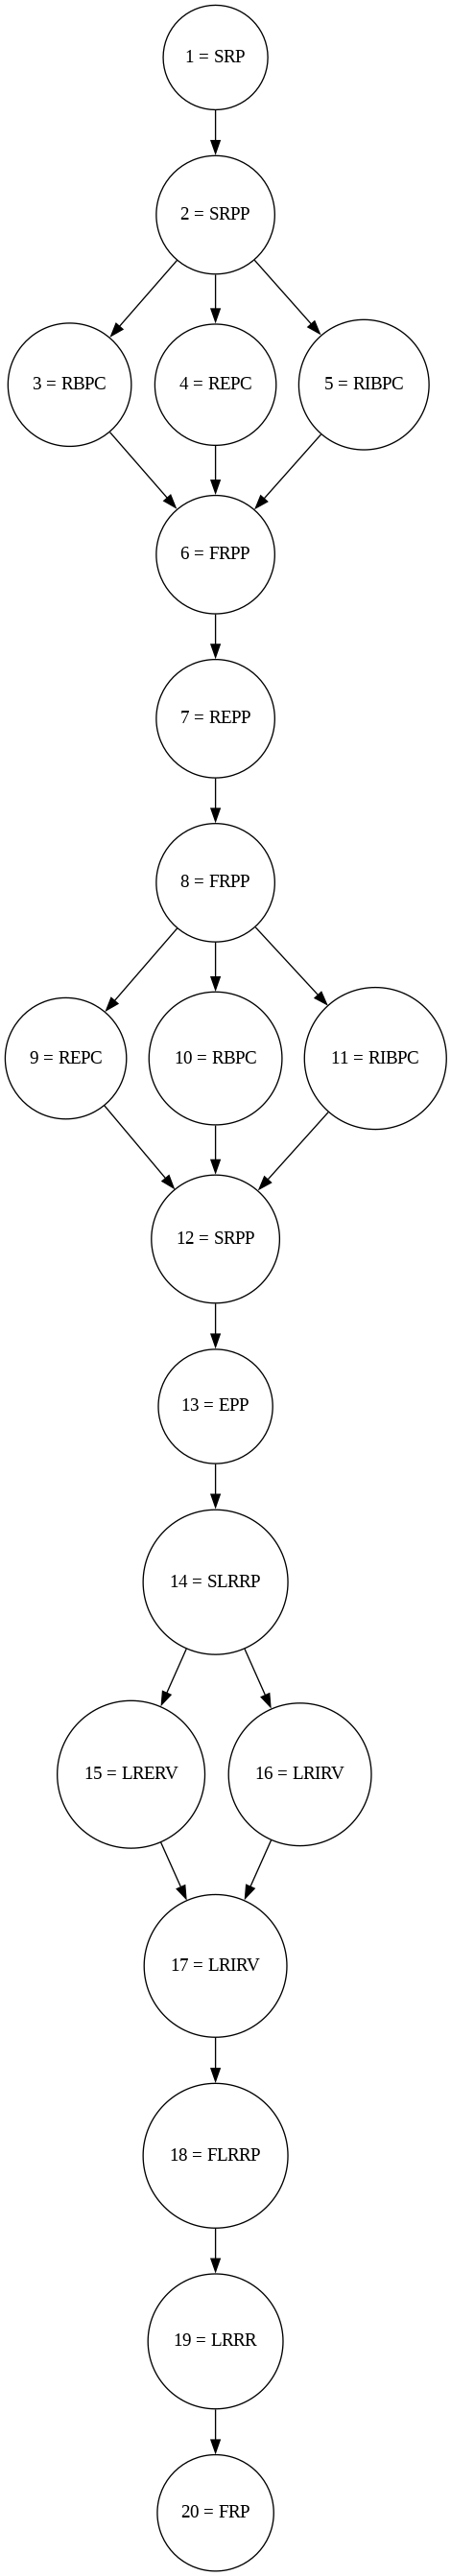 1 = SRP
2 = SRPP
3 = RBPC
4 = REPC
5 = RIBPC
6 = FRPP
7 = REPP
8 = FRPP
9 = REPC
10 = RBPC
11 = RIBPC
12 = SRPP
13 = EPP
14 = SLRRP
15 = LRERV
16 = LRIRV
17 = LRIRV
18 = FLRRP
19 = LRRR
20 = FRP